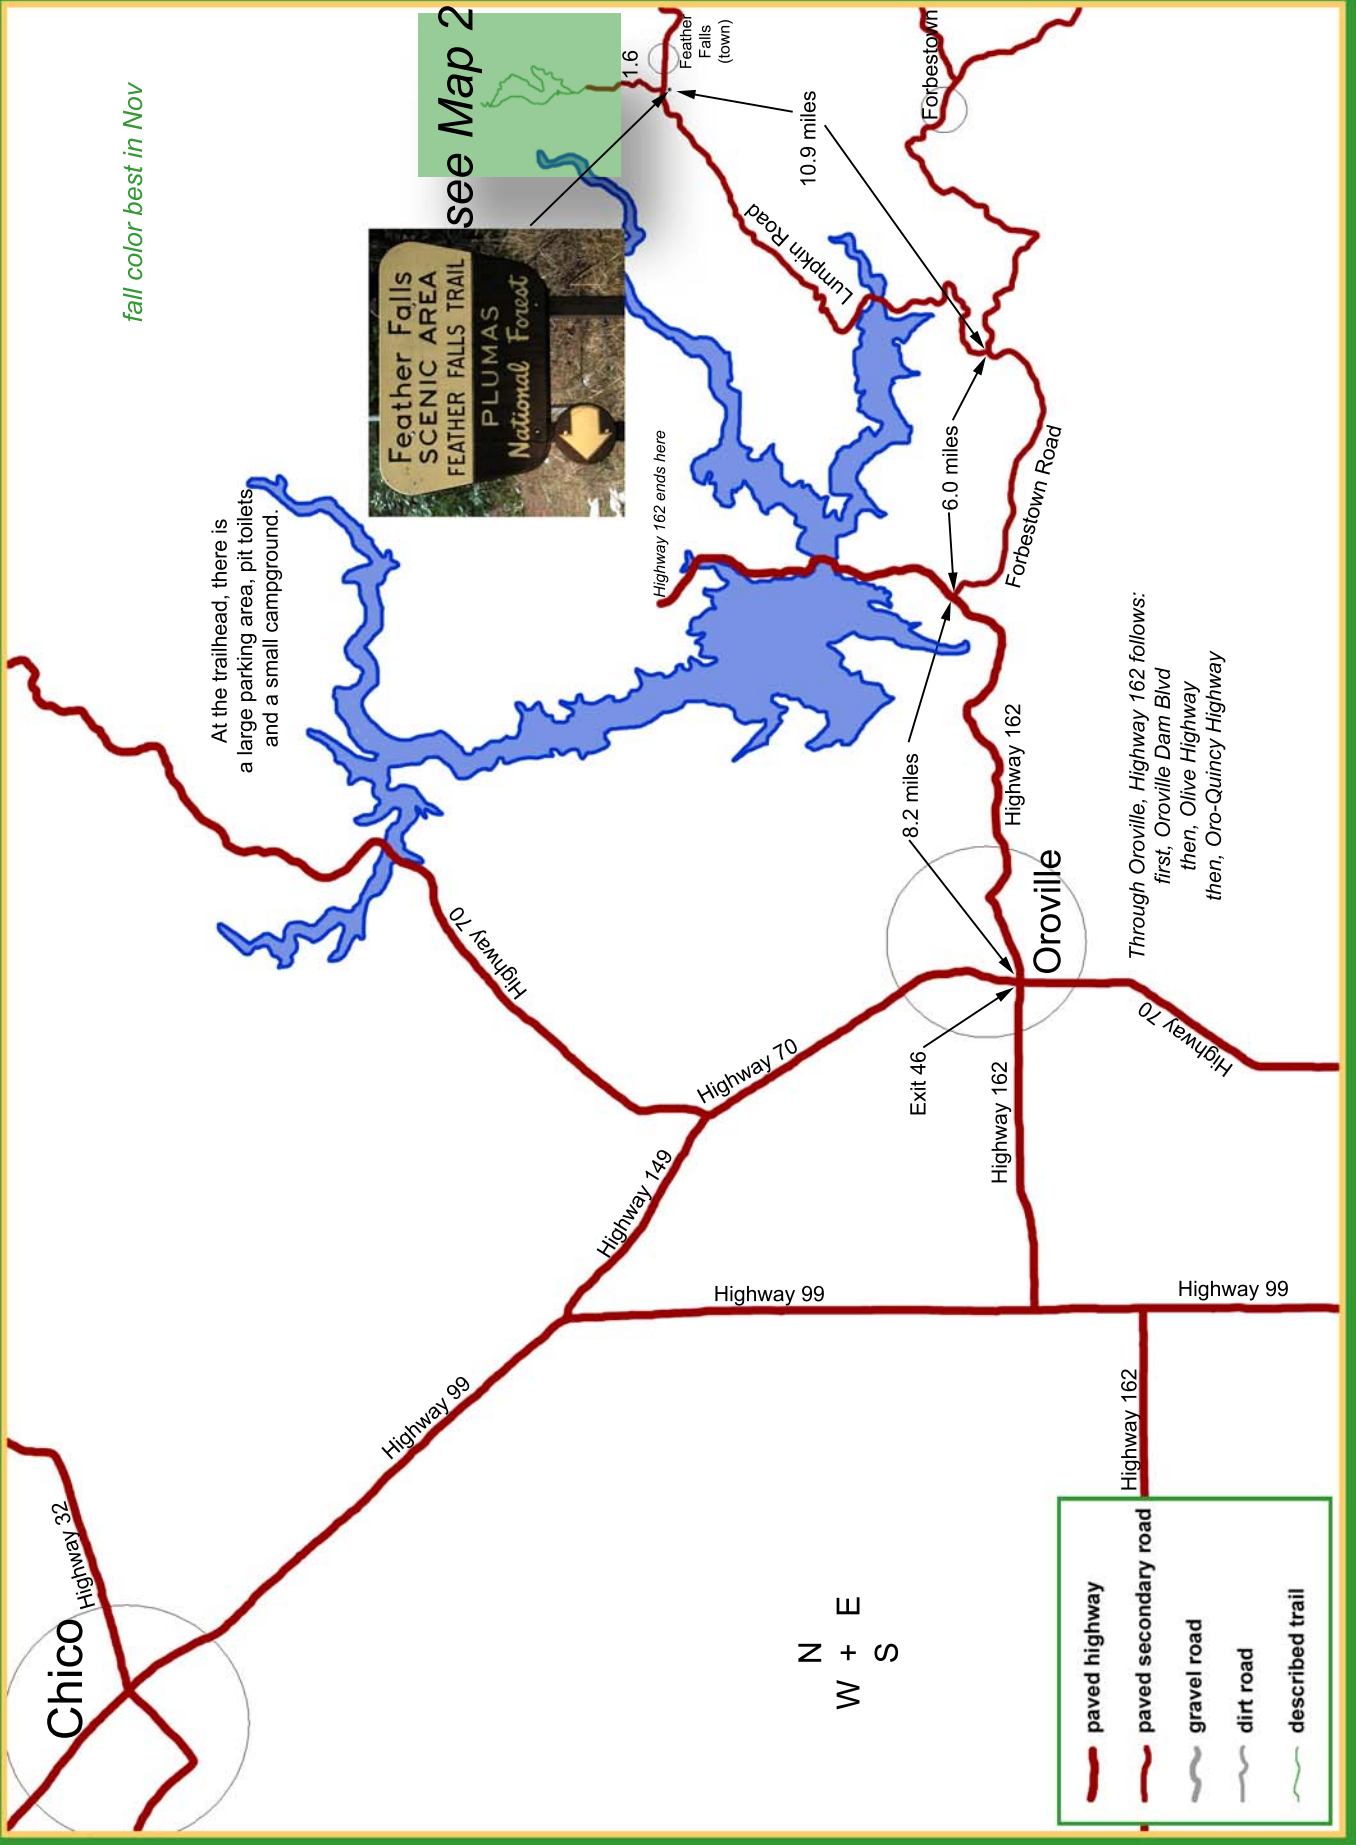 fall color best in Nov
At the trailhead, there is
a large parking area, pit toilets
and a small campground.
see Map 2
Feather Falls
SCENIC AREA
FEATHER FALLS TRAIL
PLUMAS
National Forest
1.6
Feather
Falls
(town)
10.9 miles
Forbestown
Lumpkin Road
Highway 162 ends here
6.0 miles
Forbestown Road
8.2 miles
Highway 162
Oroville
Through Oroville, Highway 162 follows:
first, Oroville Dam Blvd
then, Olive Highway
then, Oro-Quincy Highway
Highway 70
Highway 70
Highway 70
Exit 46
Highway 162
Highway 149
Highway 99
Highway 99
Highway 99
Highway 162
Chico
Highway 32
N
W + E
S
paved highway
paved secondary road
gravel road
dirt road
described trail